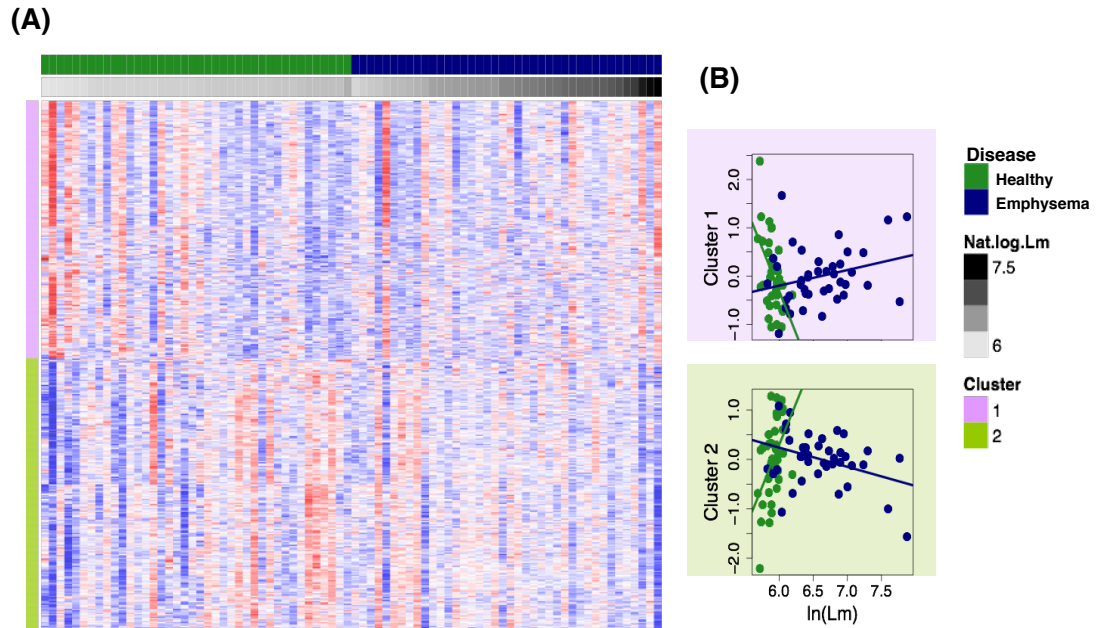 (A)
(B)
Cluster 1
2.0
1.0
0.0
−1.0
Cluster 2
1.0
0.0
−1.0
−2.0
6.0 6.5 7.0 7.5
ln(Lm)
Disease
Healthy
Emphysema
Nat.log.Lm
7.5
6
Cluster
1
2